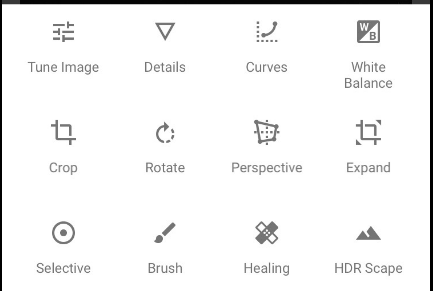 Tune Image
Details
Curves
W
B
White
Balance
Crop
Rotate
Perspective
Expand
Selective
Brush
Healing
HDR Scape